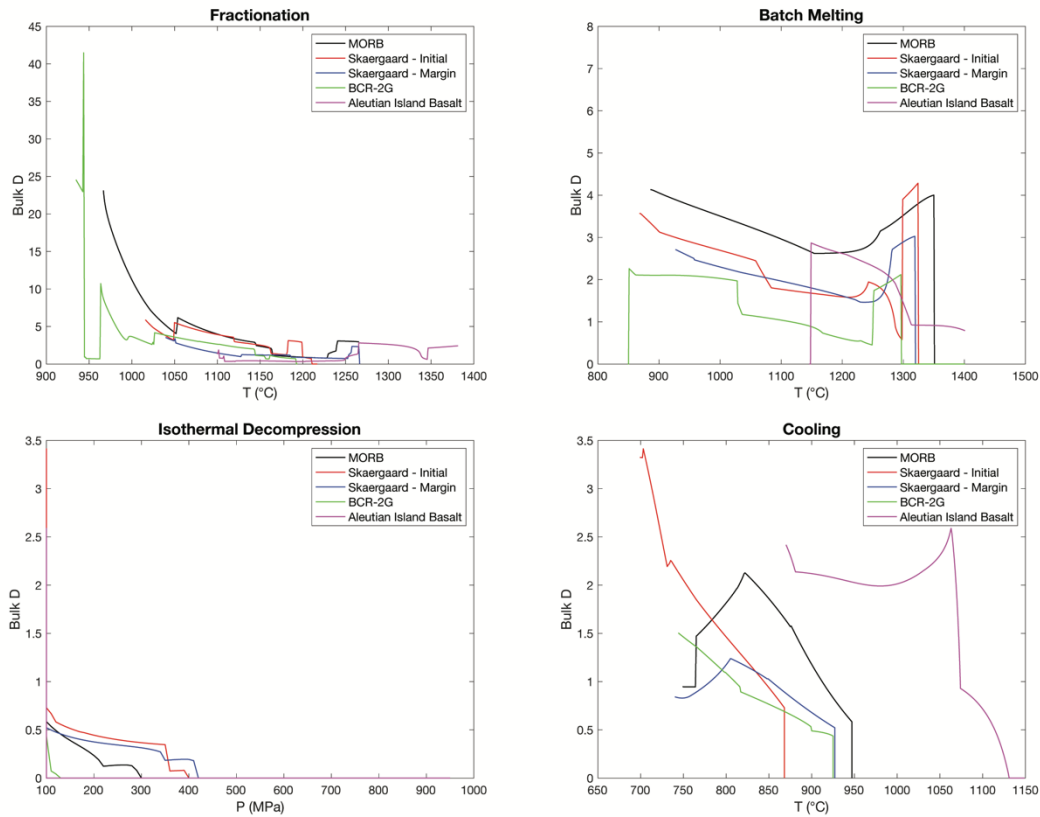 Fractionation
45
40
35
30
25
20
15
10
5
0
Bulk D
MORB
Skaergaard - Initial
Skaergaard - Margin
BCR-2G
Aleutian Island Basalt
900 950 1000 1050 1100 1150 1200 1250 1300 1350 1400
T (°C)
Batch Melting
8
7
6
5
4
3
2
1
0
Bulk D
MORB
Skaergaard - Initial
Skaergaard - Margin
BCR-2G
Aleutian Island Basalt
800 900 1000 1100 1200 1300 1400 1500
T (°C)
Isothermal Decompression
3.5
3
2.5
2
1.5
1
0.5
0
Bulk D
MORB
Skaergaard - Initial
Skaergaard - Margin
BCR-2G
Aleutian Island Basalt
100 200 300 400 500 600 700 800 900 1000
P (MPa)
Cooling
3.5
3
2.5
2
1.5
1
0.5
0
Bulk D
MORB
Skaergaard - Initial
Skaergaard - Margin
BCR-2G
Aleutian Island Basalt
650 700 750 800 850 900 950 1000 1050 1100 1150
T (°C)